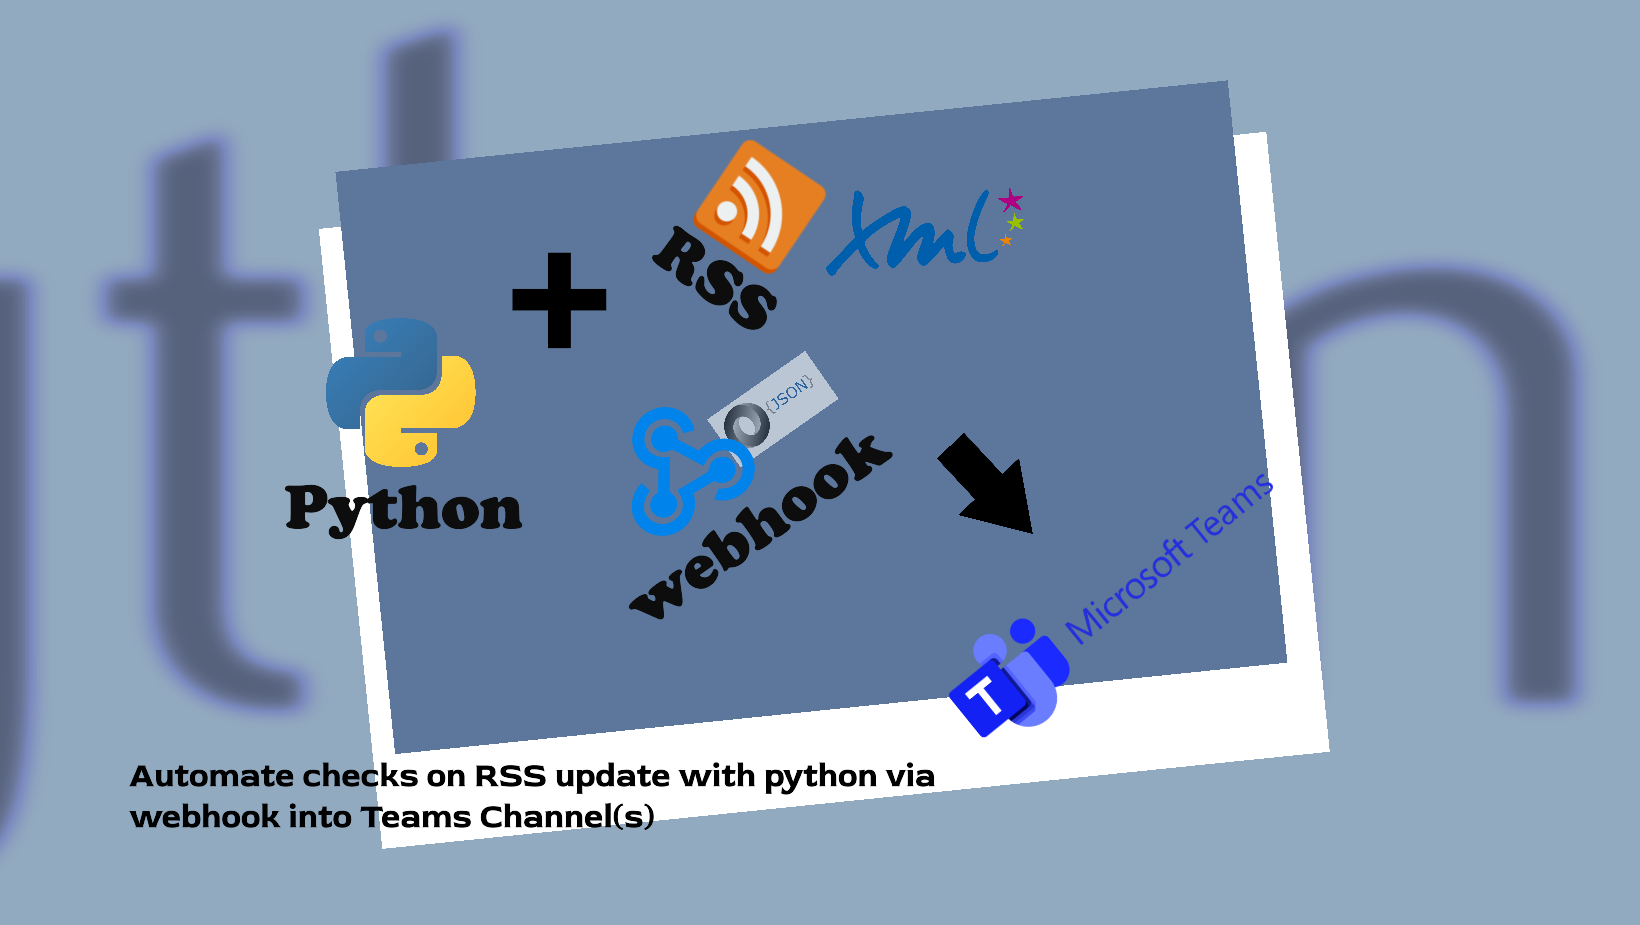 RSS
xml
Python
{JSON}
webhook
Microsoft Teams
T
Automate checks on RSS update with python via
webhook into Teams Channel(s)